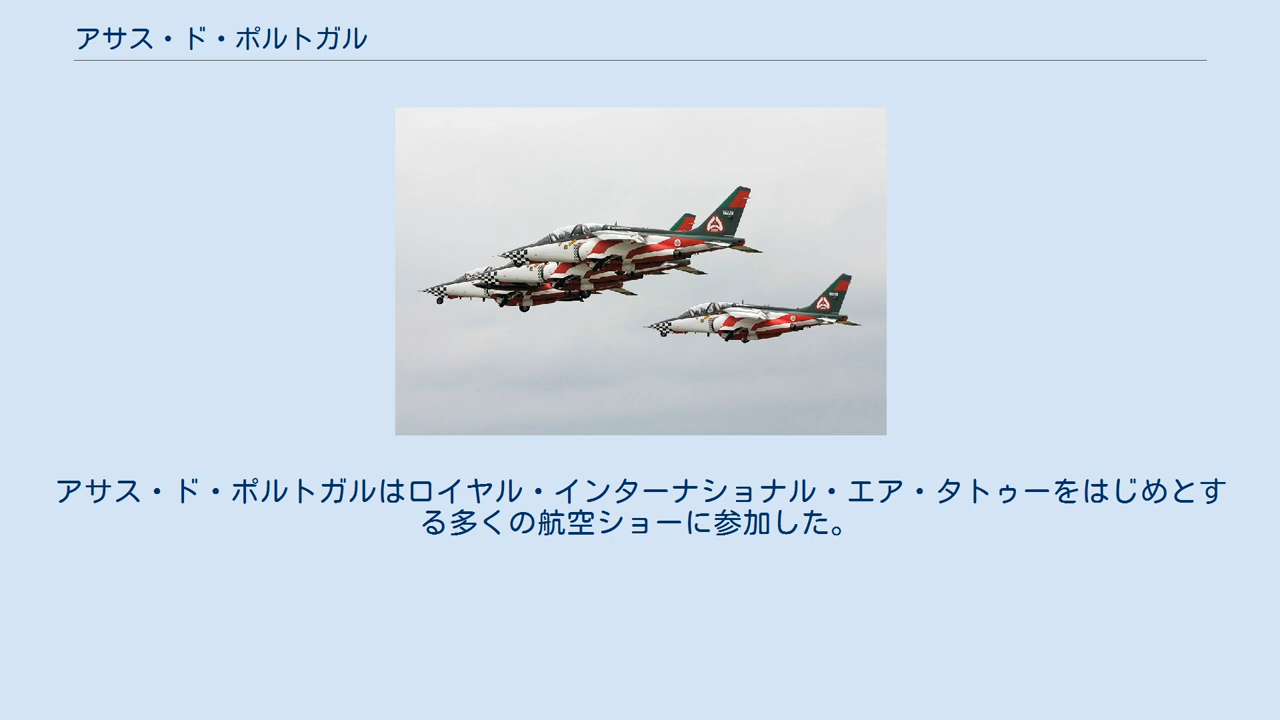 アサス・ド・ポルトガル
アサス・ド・ポルトガルはロイヤル・インターナショナル・エア・タトゥーをはじめとす
る多くの航空ショーに参加した。